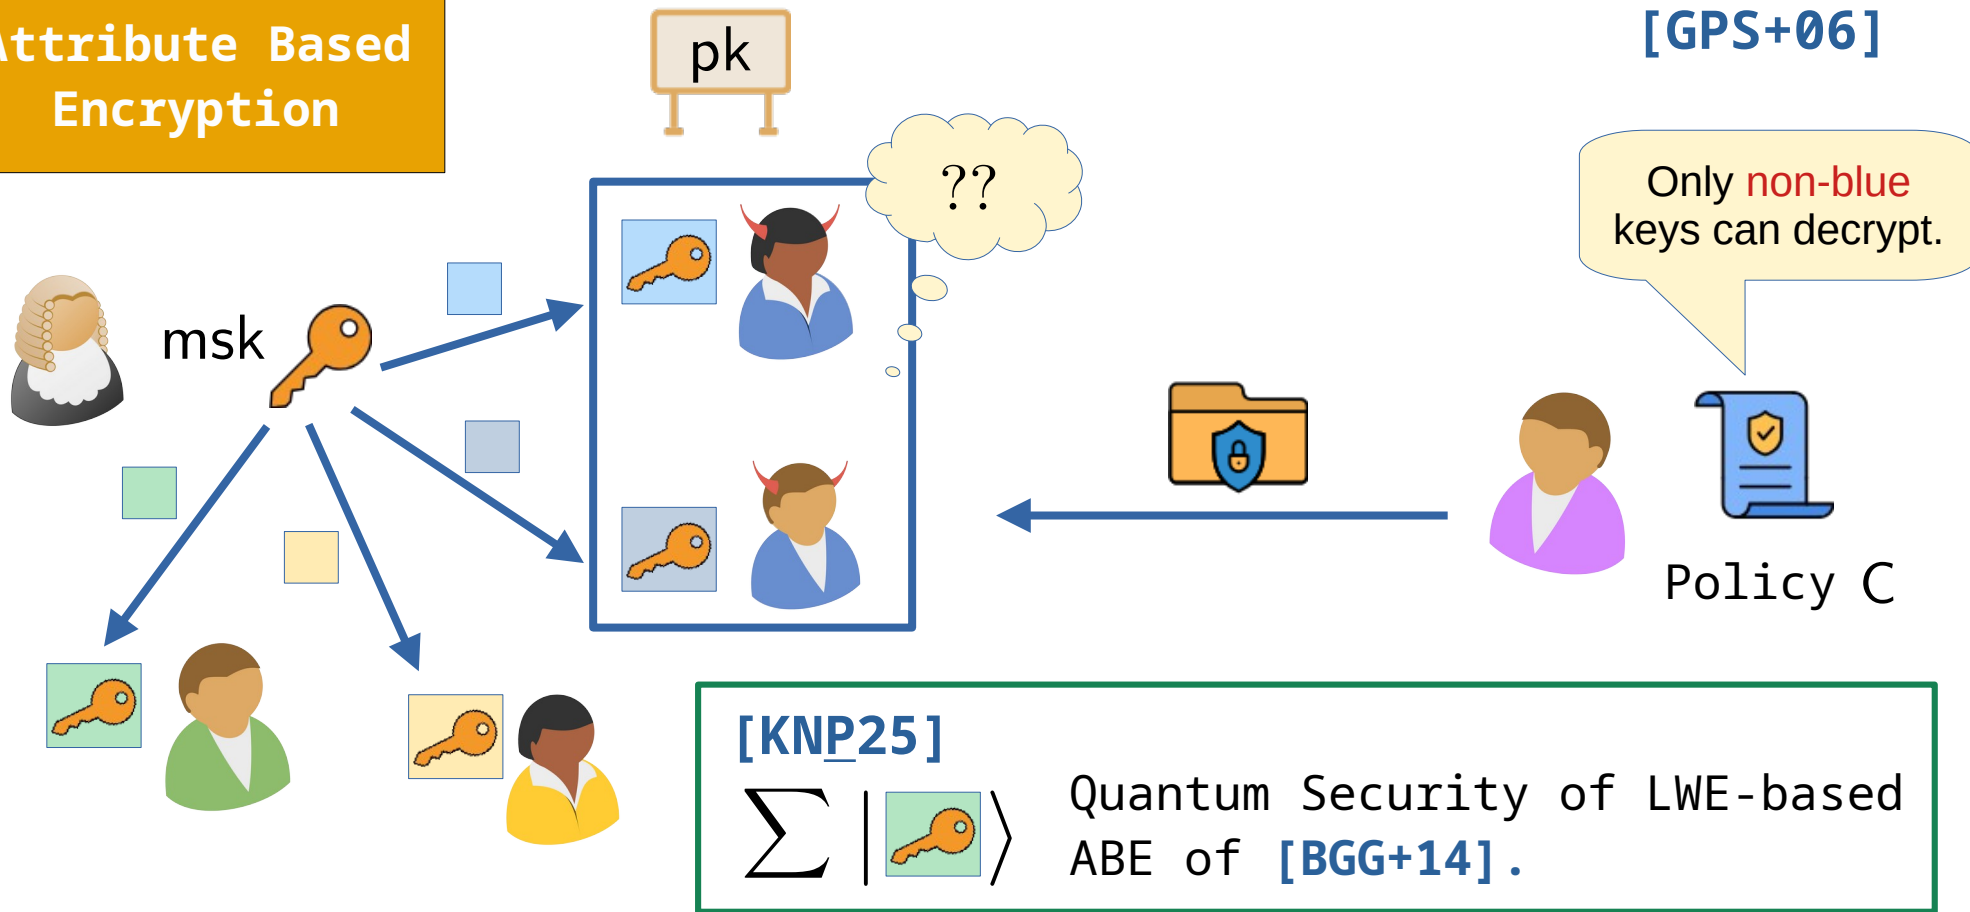 Attribute Based
Encryption
pk
[GPS+06]
??
Only non-blue
keys can decrypt.
msk
Policy C
[KNP25]
∑ | ⟩
Quantum Security of LWE-based
ABE of [BGG+14].